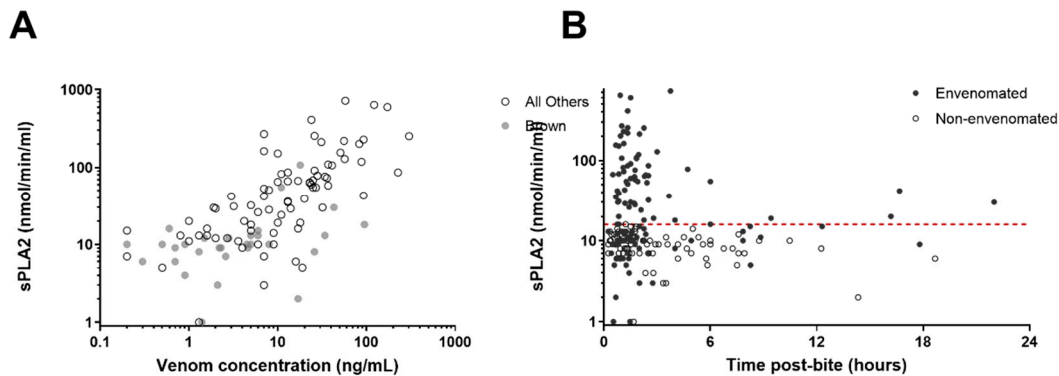 A
sPLA2 (nmol/min/ml)
1000
100
10
1
0.1 1 10 100 1000
Venom concentration (ng/mL)
All Others
Brown
B
sPLA2 (nmol/min/ml)
100
10
1
0 6 12 18 24
Time post-bite (hours)
Envenomated
Non-envenomated